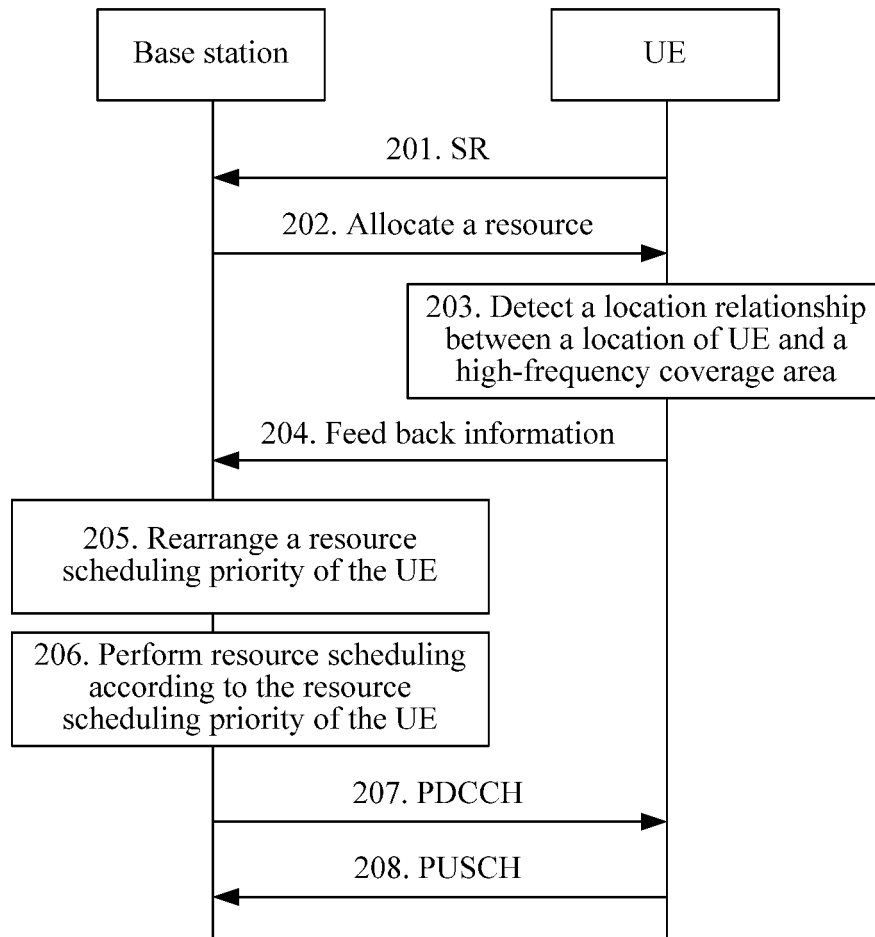 Base station
UE
201. SR
202. Allocate a resource
203. Detect a location relationship
between a location of UE and a
high-frequency coverage area
204. Feed back information
205. Rearrange a resource
scheduling priority of the UE
206. Perform resource scheduling
according to the resource
scheduling priority of the UE
207. PDCCH
208. PUSCH